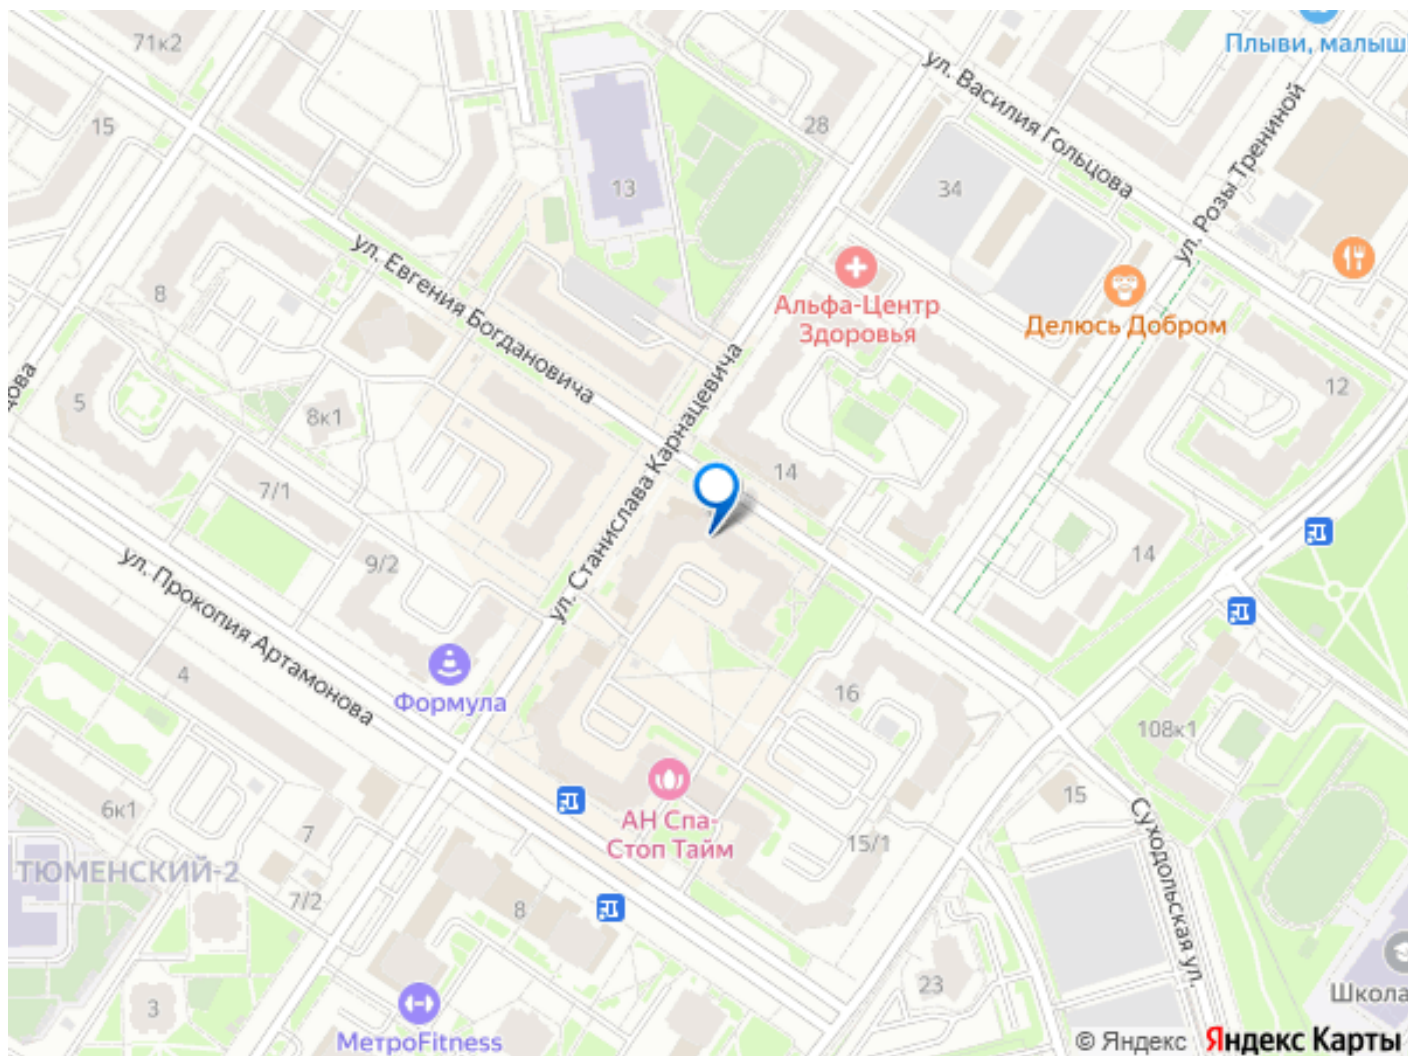 71к2
Плыви, малыш
ул. Василия Гольцова
15
28
13
34
ул. Розы Трениной
ул. Евгения Богдановича
8
Альфа-Центр
Здоровья
Делюсь Добром
ул. Станислава Карнацевича
12
5
8к1
14
7/1
9/2
14
ул. Прокопия Артамонова
4
Формула
16
108к1
15
АН Спа-
Стоп Тайм
6к1
7
15/1
Суходольская ул.
ТЮМЕНСКИЙ-2
7/2
8
23
3
Школа
МетроFitness
© Яндекс Яндекс Карты